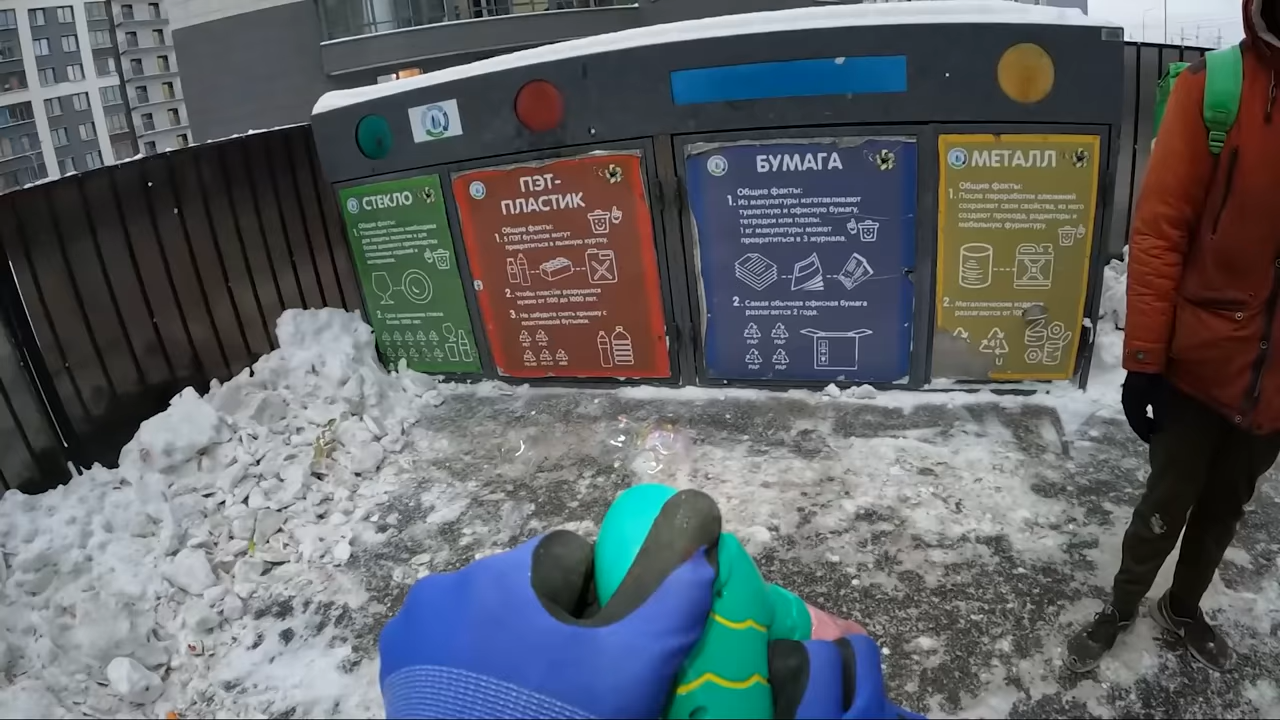 СТЕКЛО
Общие факты:
ПЭТ-
ПЛАСТИК
Общие факты:
1. 5 ПЭТ бутылок могут
превратиться в лыжную куртку.
2. Чтобы пластик разрушился
нужно от 500 до 1000 лет.
3. Не забудьте снять крышку с
пластиковой бутылки.
БУМАГА
Общие факты:
1. Из макулатуры изготавливают
туалетную и офисную бумагу,
тетрадки или пазлы.
1 кг макулатуры может
превратиться в 3 журнала.
2. Самая обычная офисная бумага
разлагается 2 года.
PAP PAP
PAP PAP
МЕТАЛЛ
Общие факты:
1. После переработки алюминий
сохраняет свои свойства, из него
создают провода, радиаторы и
мебельную фурнитуру.
2. Металлические
разлагаются от